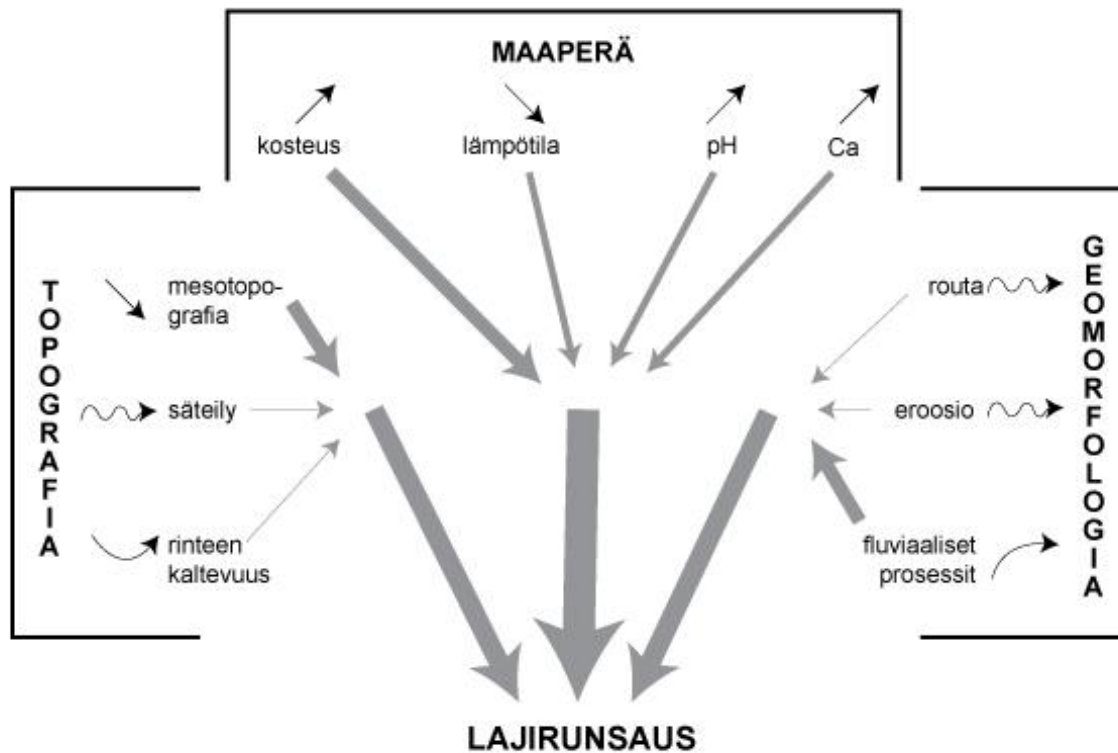 MAAPERÄ
kosteus
lämpötila
pH
Ca
TOPOGRAFIA
mesotopo-
grafia
säteily
rinteen
kaltevuus
routa
eroosio
fluviaaliset
prosessit
GEOMORFOLOGIA
LAJIRUNSAUS